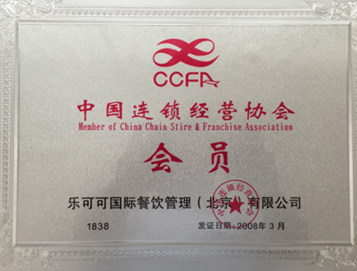 CCFA
中国连锁经营协会
Member of China Chain Stire & Franchise Association
会员
乐可可国际餐饮管理（北京）有限公司
1838
发证日期:2008年3月